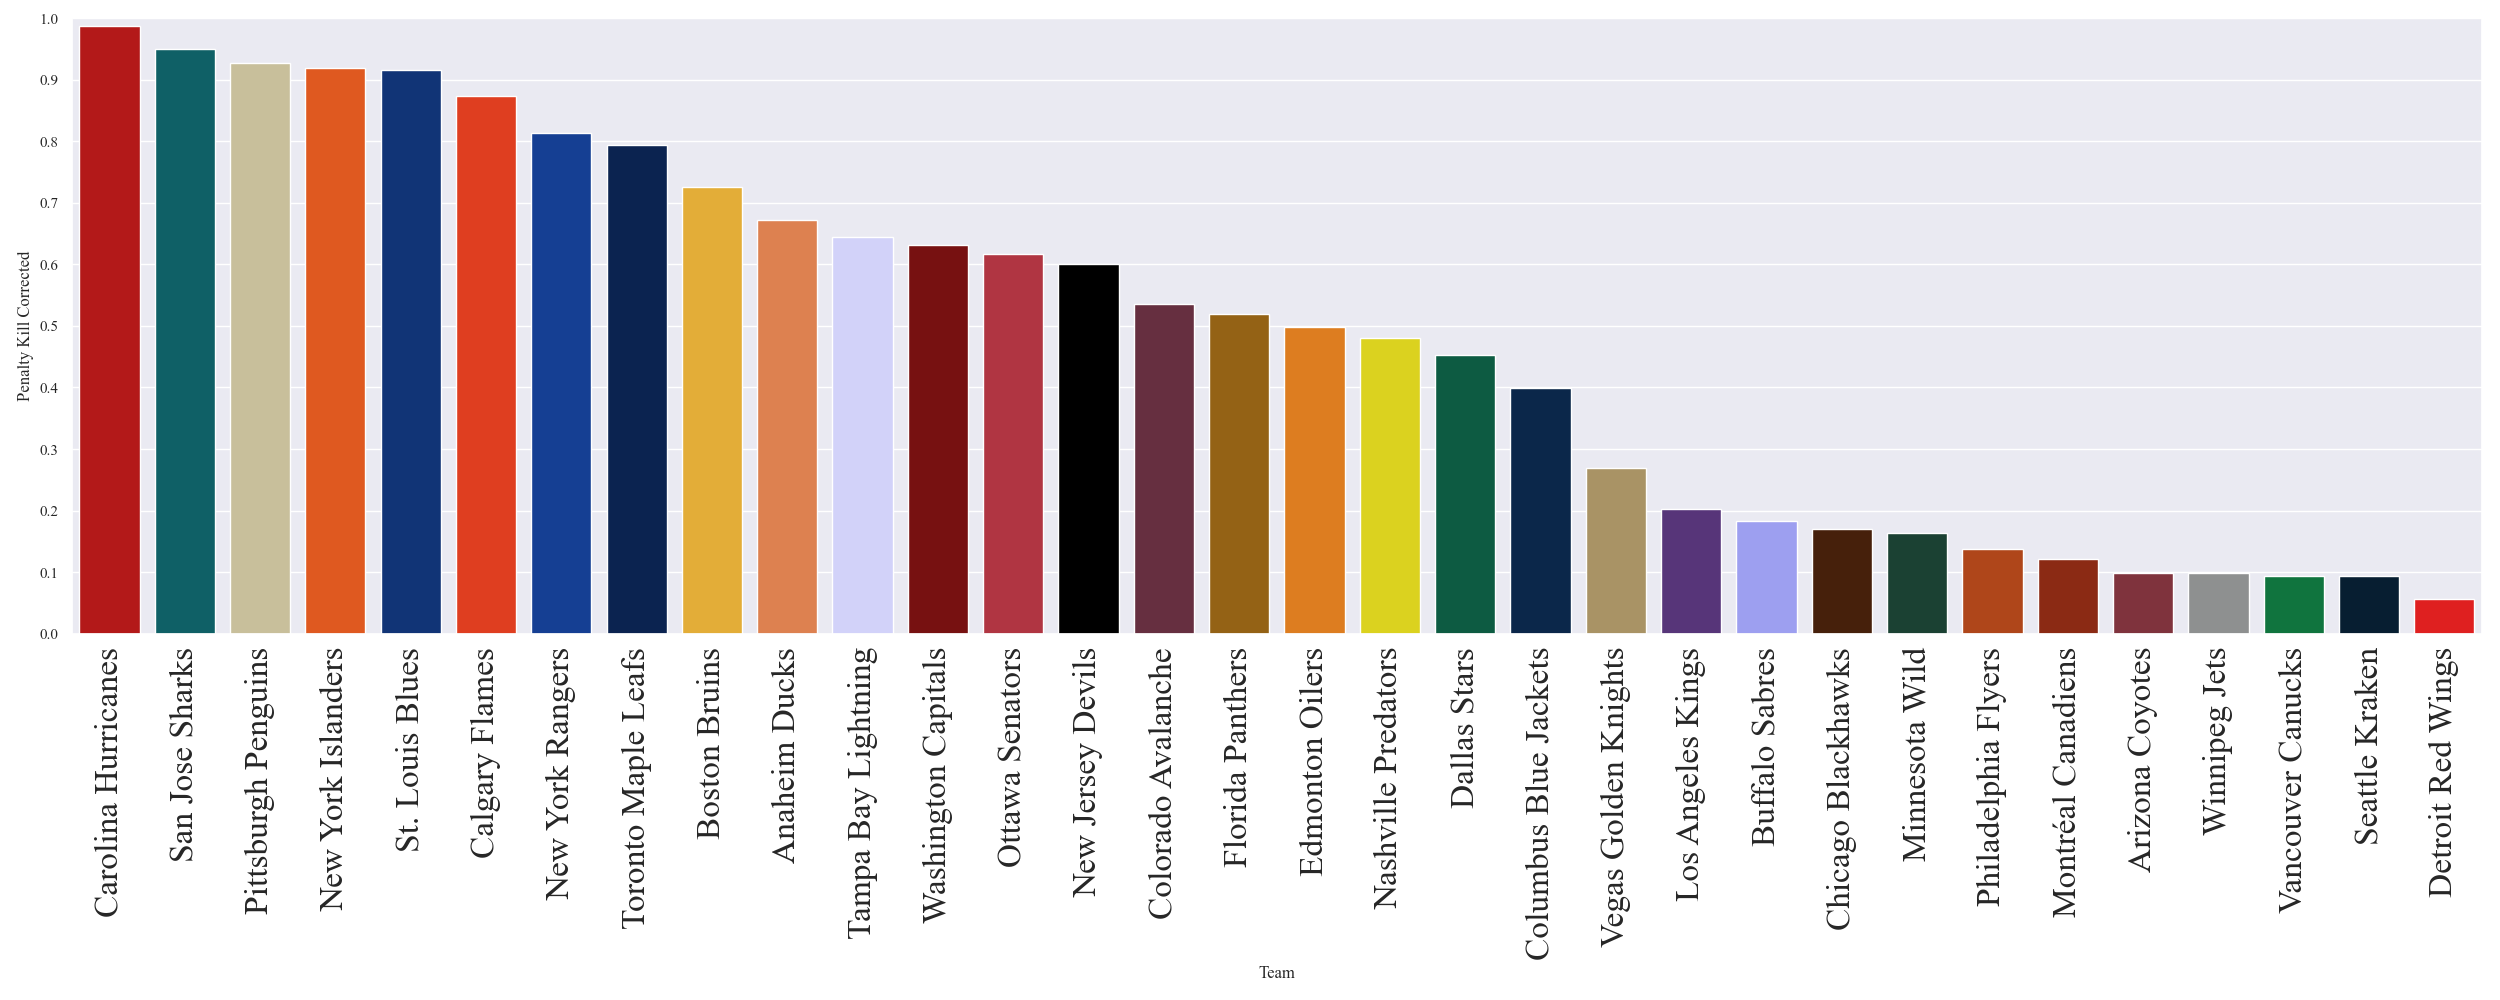 1.0
0.9
0.8
0.7
0.6
0.5
0.4
0.3
0.2
0.1
0.0
Penalty Kill Corrected
Carolina Hurricanes
San Jose Sharks
Pittsburgh Penguins
New York Islanders
St. Louis Blues
Calgary Flames
New York Rangers
Toronto Maple Leafs
Boston Bruins
Anaheim Ducks
Tampa Bay Lightning
Washington Capitals
Ottawa Senators
New Jersey Devils
Colorado Avalanche
Florida Panthers
Edmonton Oilers
Nashville Predators
Dallas Stars
Columbus Blue Jackets
Vegas Golden Knights
Los Angeles Kings
Buffalo Sabres
Chicago Blackhawks
Minnesota Wild
Philadelphia Flyers
Montréal Canadiens
Arizona Coyotes
Winnipeg Jets
Vancouver Canucks
Seattle Kraken
Detroit Red Wings
Team